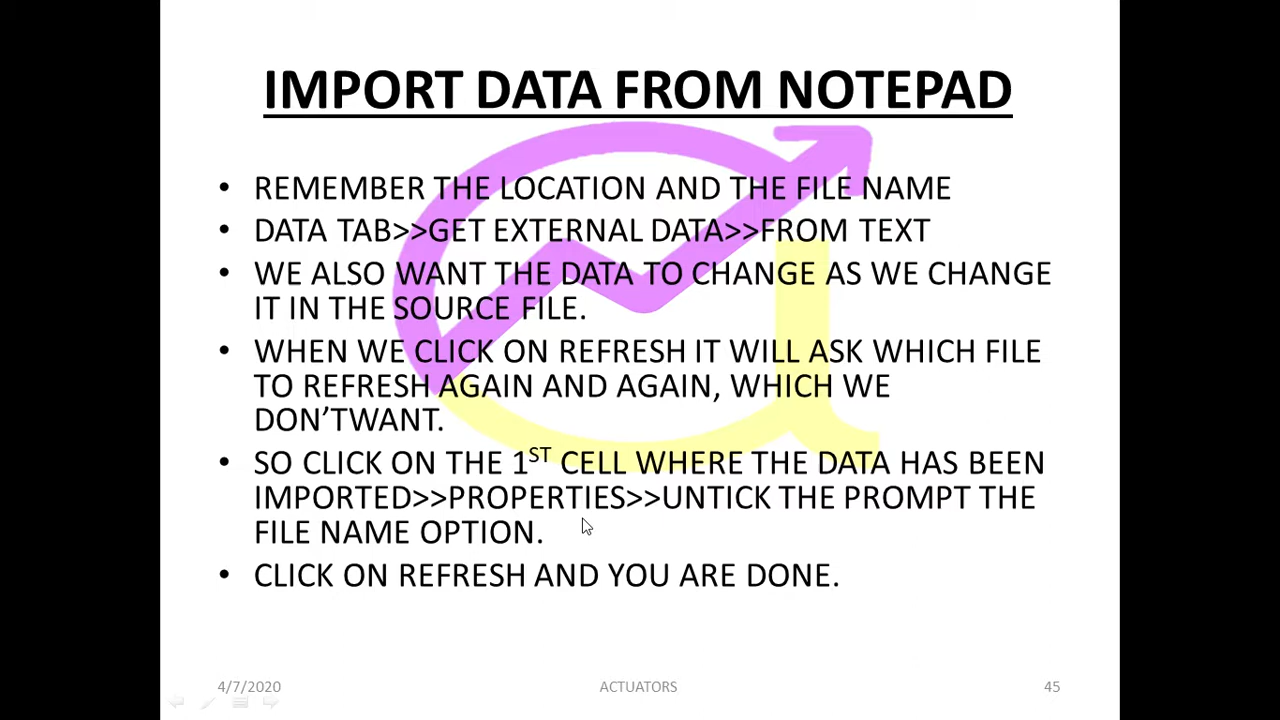 IMPORT DATA FROM NOTEPAD
• REMEMBER THE LOCATION AND THE FILE NAME
• DATA TAB>>GET EXTERNAL DATA>>FROM TEXT
• WE ALSO WANT THE DATA TO CHANGE AS WE CHANGE
IT IN THE SOURCE FILE.
• WHEN WE CLICK ON REFRESH IT WILL ASK WHICH FILE
TO REFRESH AGAIN AND AGAIN, WHICH WE
DON'TWANT.
• SO CLICK ON THE 1ST CELL WHERE THE DATA HAS BEEN
IMPORTED>>PROPERTIES>>UNTICK THE PROMPT THE
FILE NAME OPTION.
• CLICK ON REFRESH AND YOU ARE DONE.
4/7/2020 ACTUATORS 45